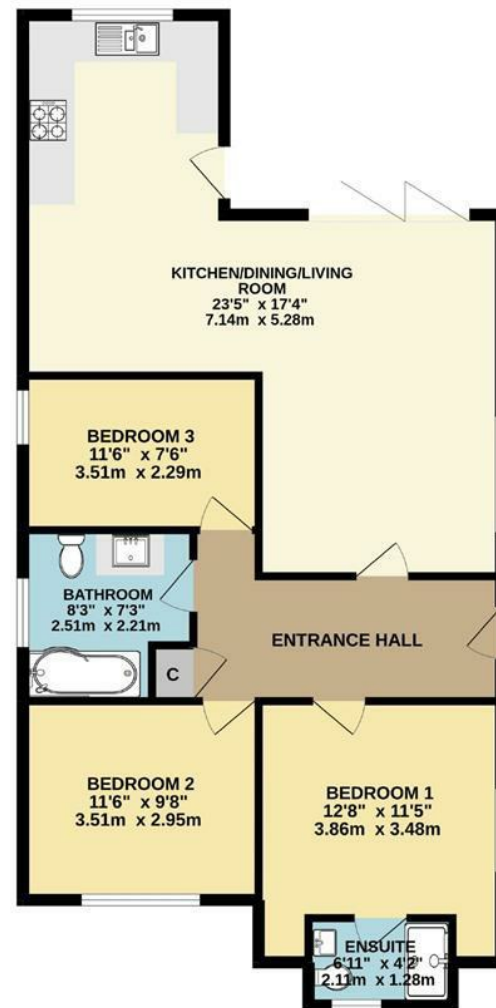 KITCHEN/DINING/LIVING
ROOM
23'5" x 17'4"
7.14m x 5.28m
BEDROOM 3
11'6" x 7'6"
3.51m x 2.29m
BATHROOM
8'3" x 7'3"
2.51m x 2.21m
ENTRANCE HALL
C
BEDROOM 2
11'6" x 9'8"
3.51m x 2.95m
BEDROOM 1
12'8" x 11'5"
3.86m x 3.48m
ENSUITE
6'11" x 4'2"
2.11m x 1.28m